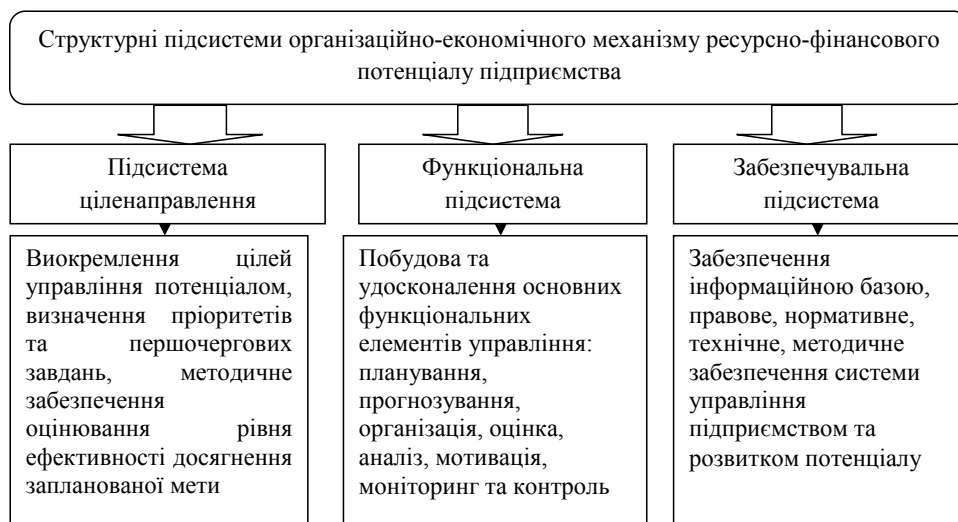 Структурні підсистеми організаційно-економічного механізму ресурсно-фінансового
потенціалу підприємства
Підсистема
ціленаправлення
Функціональна
підсистема
Забезпечувальна
підсистема
Виокремлення цілей
управління потенціалом,
визначення пріоритетів
та першочергових
завдань, методичне
забезпечення
оцінювання рівня
ефективності досягнення
запланованої мети
Побудова та
удосконалення основних
функціональних
елементів управління:
планування,
прогнозування,
організація, оцінка,
аналіз, мотивація,
моніторинг та контроль
Забезпечення
інформаційною базою,
правове, нормативне,
технічне, методичне
забезпечення системи
управління
підприємством та
розвитком потенціалу